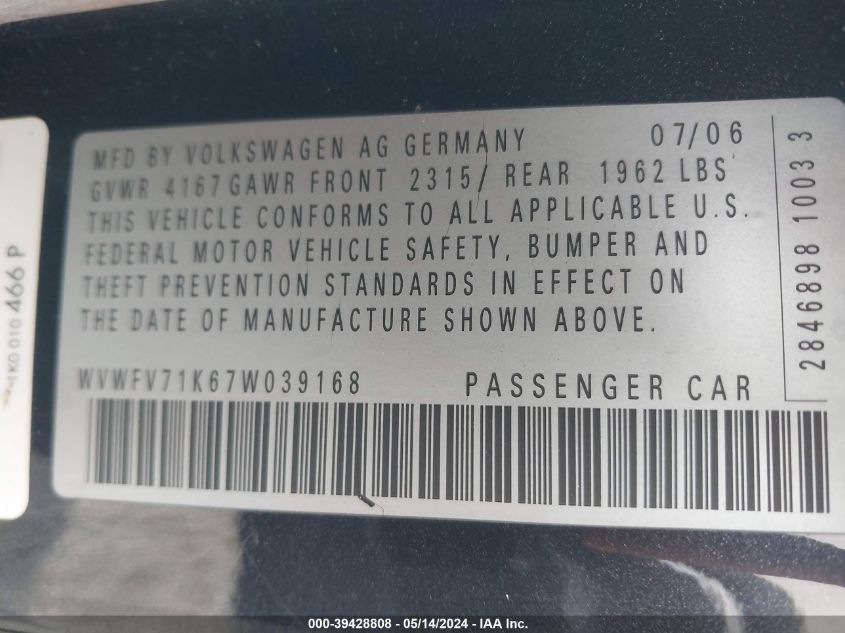 MFD BY VOLKSWAGEN AG GERMANY 07/06
GVWR 4167 GAWR FRONT 2315/ REAR 1962 LBS
THIS VEHICLE CONFORMS TO ALL APPLICABLE U.S.
FEDERAL MOTOR VEHICLE SAFETY, BUMPER AND
THEFT PREVENTION STANDARDS IN EFFECT ON
THE DATE OF MANUFACTURE SHOWN ABOVE.
WVWFV71K67W039168 PASSENGER CAR
2846898 1003 3
1K0 010 466 P
000-39428808 - 05/14/2024 - IAA Inc.